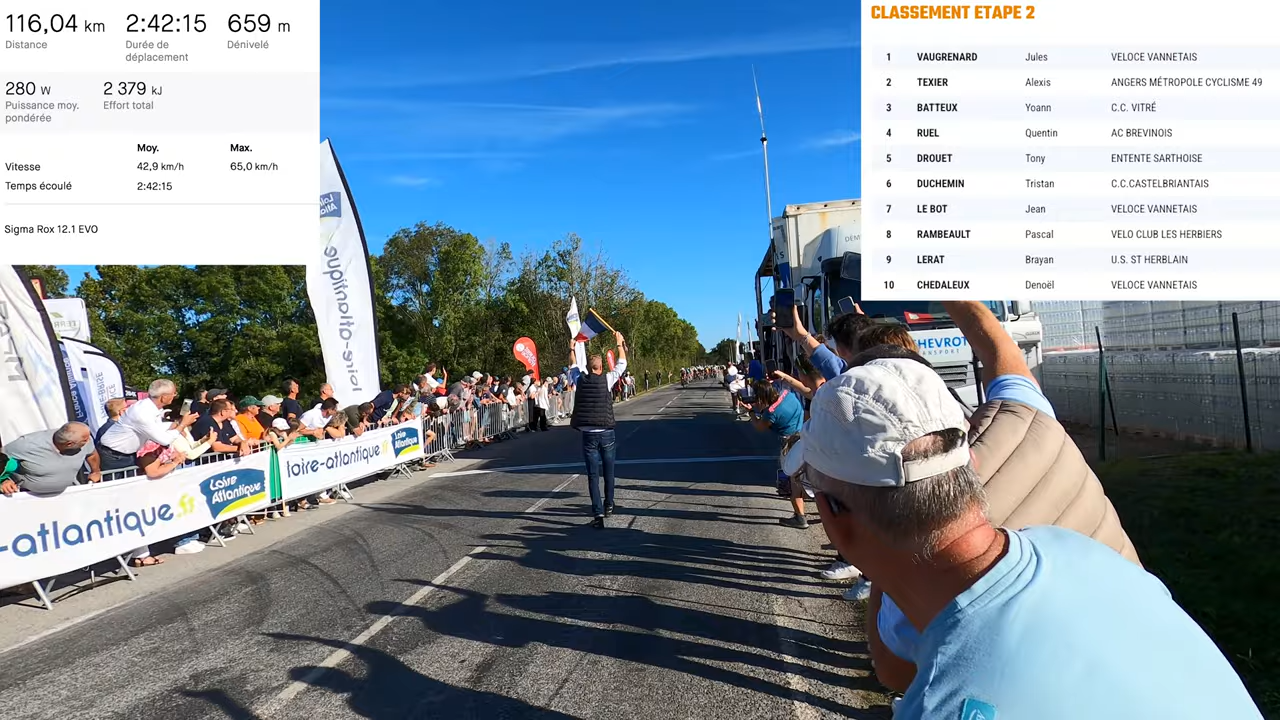 116,04 km 2:42:15 659 m
Distance Durée de déplacement Dénivelé
280 W 2 379 kJ
Puissance moy. pondérée Effort total
Moy. Max.
Vitesse 42,9 km/h 65,0 km/h
Temps écoulé 2:42:15
Sigma Rox 12.1 EVO
CLASSEMENT ETAPE 2
1 VAUGRENARD Jules VELOCE VANNETAIS
2 TEXIER Alexis ANGERS MÉTROPOLE CYCLISME 49
3 BATTEUX Yoann C.C. VITRÉ
4 RUEL Quentin AC BREVINOIS
5 DROUET Tony ENTENTE SARTHOISE
6 DUCHEMIN Tristan C.C.CASTELBRIANTAIS
7 LE BOT Jean VELOCE VANNETAIS
8 RAMBEAULT Pascal VELO CLUB LES HERBIERS
9 LERAT Brayan U.S. ST HERBLAIN
10 CHEDALEUX Denoël VELOCE VANNETAIS
loire-atlantique
CHEVROT
TRANSPORT
loire-atlantique.fr
Loire Atlantique
-atlantique.fr
Loire Atlantique